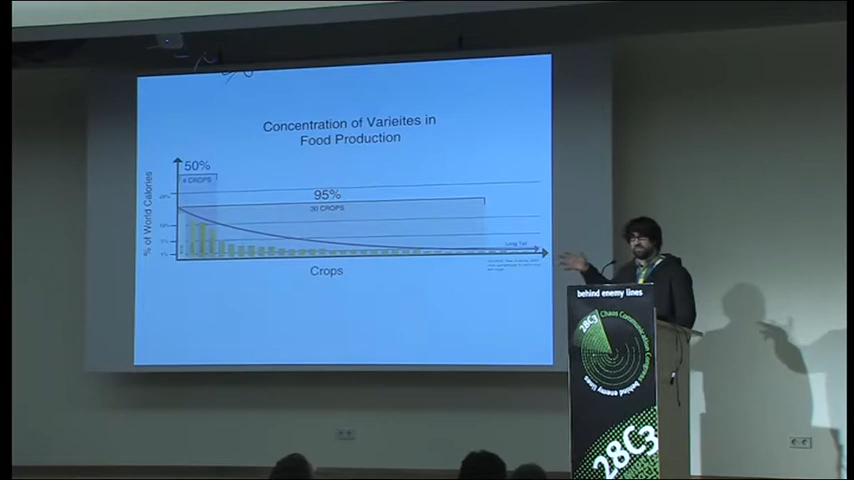 Concentration of Varieites in
Food Production
50%
4 CROPS
95%
30 CROPS
% of World Calories
Long Tail
Crops
behind enemy lines
28C3
Chaos Communication Congress
behind enemy lines
28C3